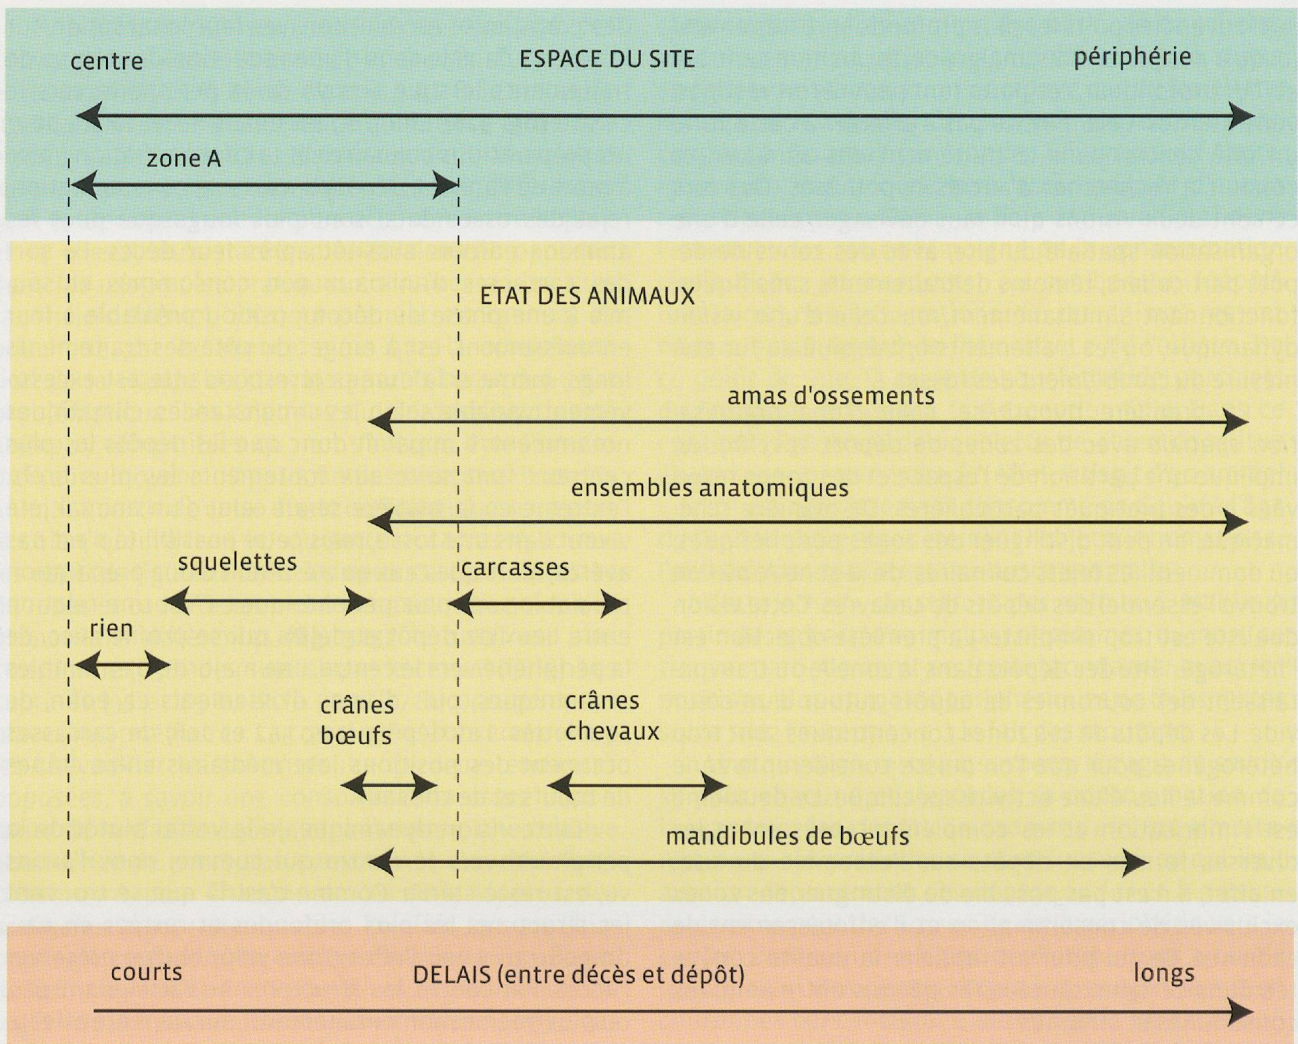 centre
ESPACE DU SITE
périphérie
zone A
ETAT DES ANIMAUX
amas d'ossements
ensembles anatomiques
squelettes
carcasses
rien
crânes
bœufs
crânes
chevaux
mandibules de bœufs
courts
DELAIS (entre décès et dépôt)
longs